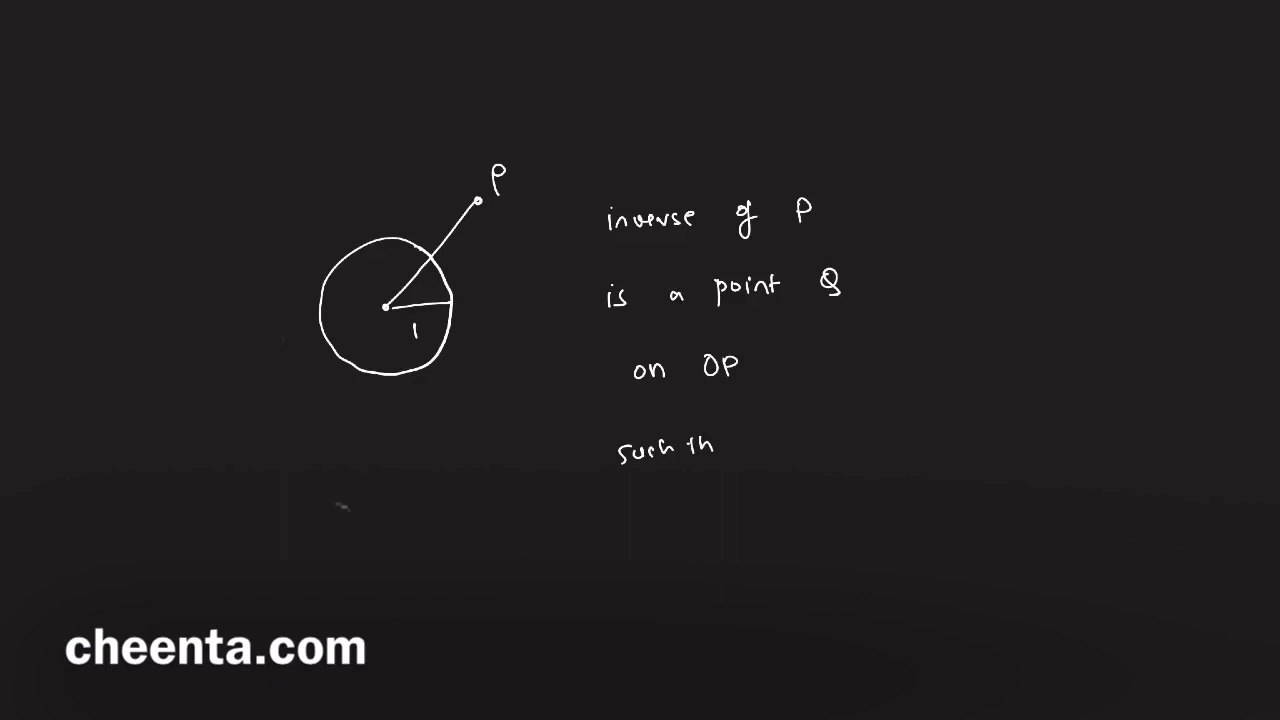 P
inverse of P
is a point Q
1
on OP
such th
cheenta.com